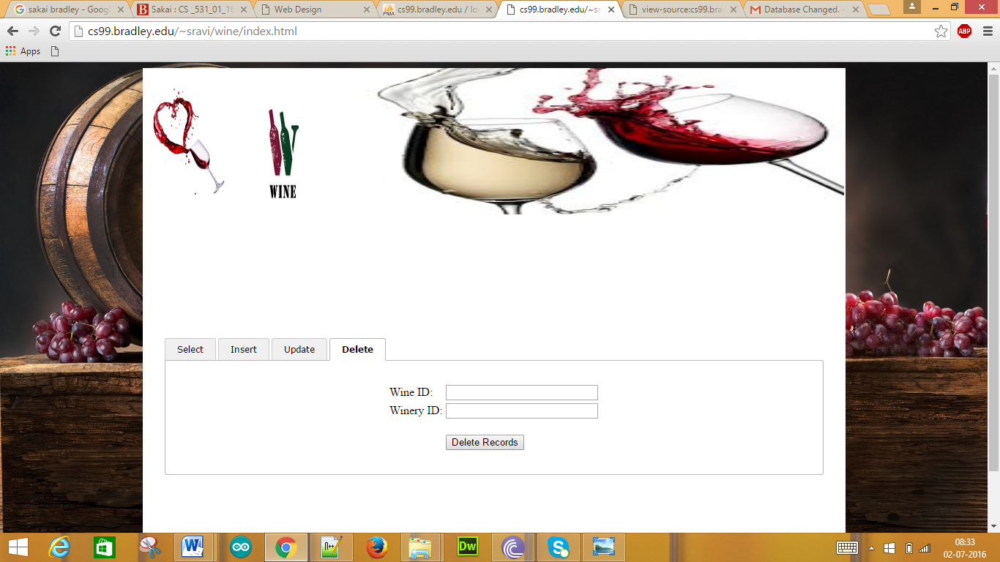 sakai bradley - Goog
Sakai : CS _531_01_16
Web Design
cs99.bradley.edu / lo
cs99.bradley.edu/~sr
view-source:cs99.bra
Database Changed. -
cs99.bradley.edu/~sravi/wine/index.html
ABP
Apps
WINE
Select
Insert
Update
Delete
Wine ID:
Winery ID:
Delete Records
08:33
02-07-2016